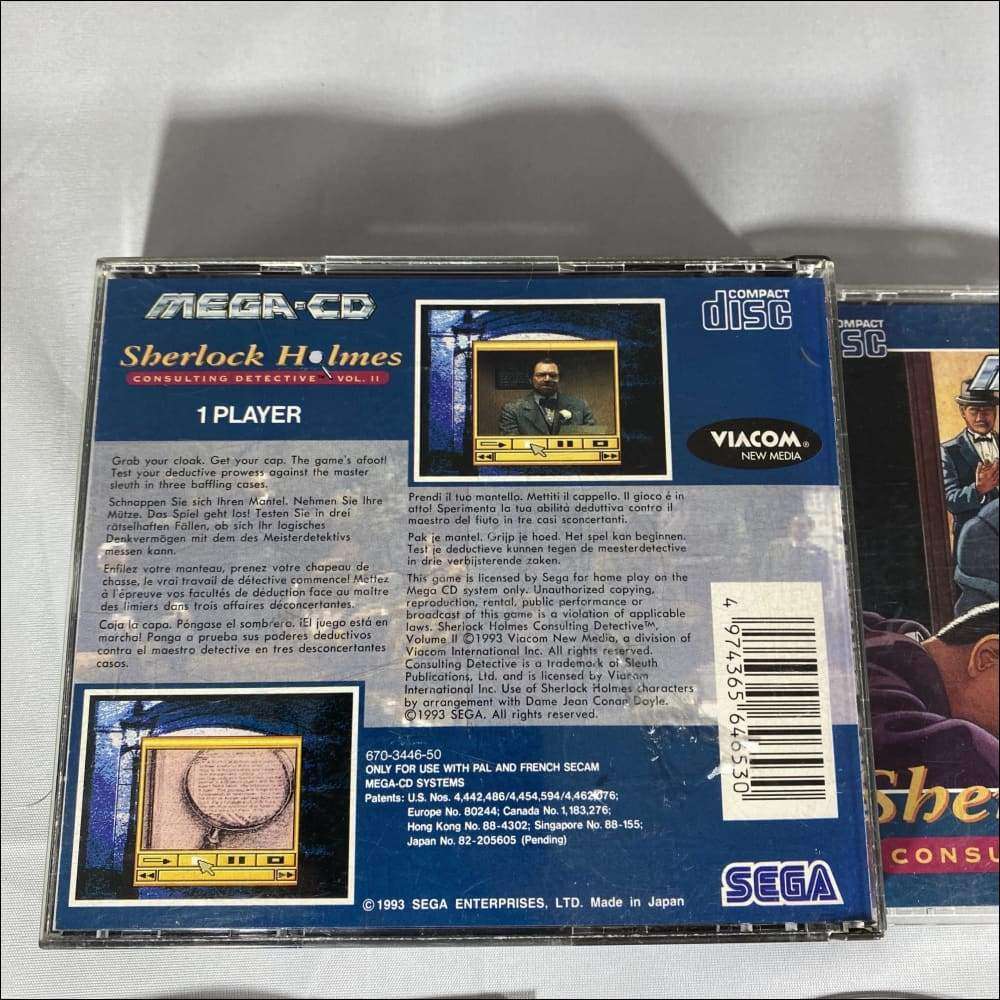 MEGA-CD
Sherlock Holmes
CONSULTING DETECTIVE™ VOL. II
1 PLAYER
Grab your cloak. Get your cap. The game's afoot!
Test your deductive prowess against the master
sleuth in three baffling cases.
Schnappen Sie sich Ihren Mantel. Nehmen Sie Ihre
Mütze. Das Spiel geht los! Testen Sie in drei
rätselhaften Fällen, ob sich Ihr logisches
Denkvermögen mit dem des Meisterdetektivs
messen kann.
Enfilez votre manteau, prenez votre chapeau de
chasse, le vrai travail de détective commence! Mettez
à l'épreuve vos facultés de déduction face au maître
des limiers dans trois affaires déconcertantes.
Coja la capa. Póngase el sombrero. ¡El juego está en
marcha! Ponga a prueba sus poderes deductivos
contra el maestro detective en tres desconcertantes
casos.
COMPACT
disc
VIACOM®
NEW MEDIA
Prendi il tuo mantello. Mettiti il cappello. Il gioco é in
atto! Sperimenta la tua abilità deduttiva contro il
maestro del fiuto in tre casi sconcertanti.
Pak je mantel. Grijp je hoed. Het spel kan beginnen.
Test je deductieve kunnen tegen de meesterdetective
in drie verbijsterende zaken.
This game is licensed by Sega for home play on the
Mega CD system only. Unauthorized copying,
reproduction, rental, public performance or
broadcast of this game is a violation of applicable
laws. Sherlock Holmes Consulting Detective™,
Volume II ©1993 Viacom New Media, a division of
Viacom International Inc. All rights reserved.
Consulting Detective is a trademark of Sleuth
Publications, Ltd. and is licensed by Viacom
International Inc. Use of Sherlock Holmes characters
by arrangement with Dame Jean Conan Doyle.
©1993 SEGA. All rights reserved.
4 974365 646530
670-3446-50
ONLY FOR USE WITH PAL AND FRENCH SECAM
MEGA-CD SYSTEMS
Patents: U.S. Nos. 4,442,486/4,454,594/4,462,076;
Europe No. 80244; Canada No. 1,183,276;
Hong Kong No. 88-4302; Singapore No. 88-155;
Japan No. 82-205605 (Pending)
SEGA
© 1993 SEGA ENTERPRISES, LTD. Made in Japan
OMPACT
SC
She
CONSU